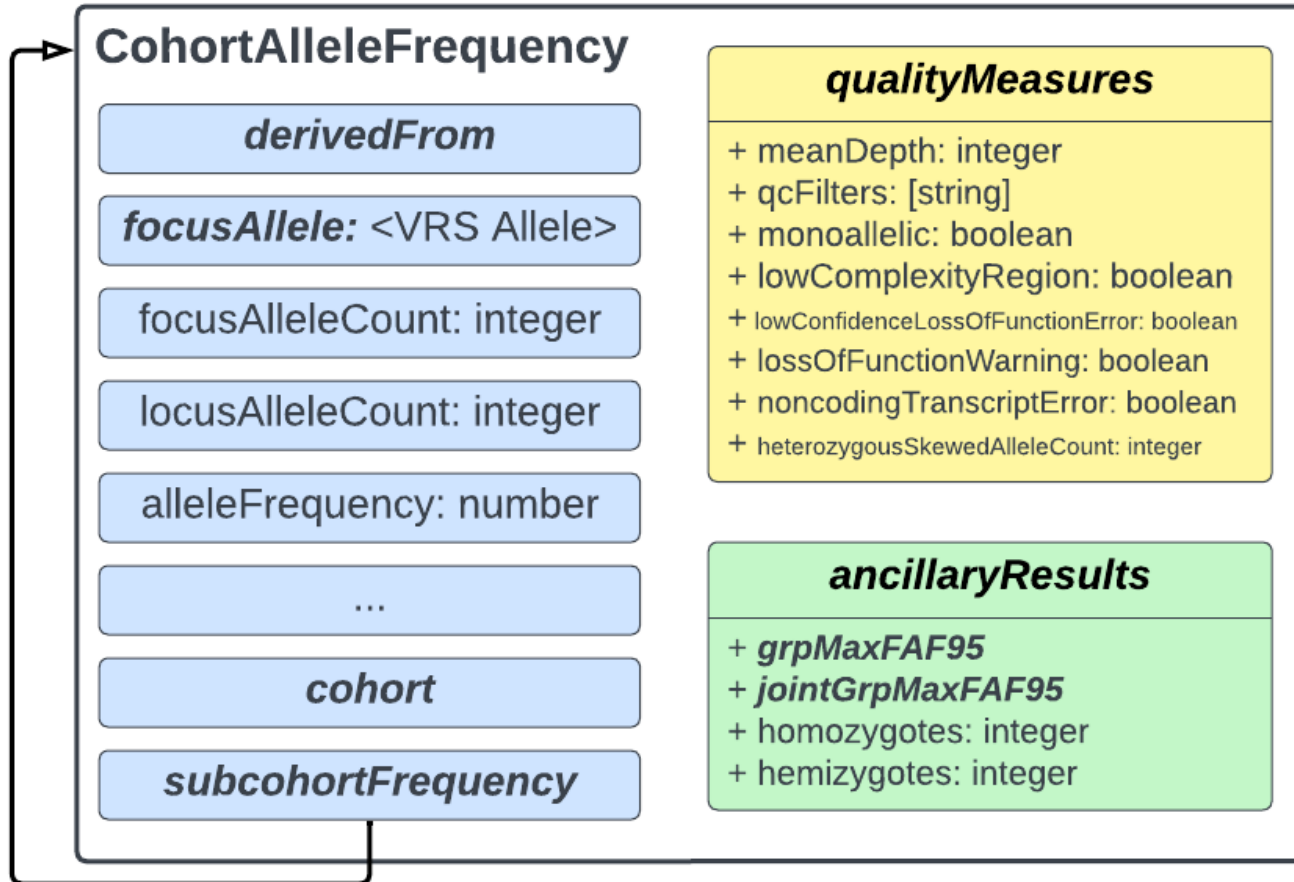 CohortAlleleFrequency
derivedFrom
focusAllele: <VRS Allele>
focusAlleleCount: integer
locusAlleleCount: integer
alleleFrequency: number
...
cohort
subcohortFrequency
qualityMeasures
+ meanDepth: integer
+ qcFilters: [string]
+ monoallelic: boolean
+ lowComplexityRegion: boolean
+ lowConfidenceLossOfFunctionError: boolean
+ lossOfFunctionWarning: boolean
+ noncodingTranscriptError: boolean
+ heterozygousSkewedAlleleCount: integer
ancillaryResults
+ grpMaxFAF95
+ jointGrpMaxFAF95
+ homozygotes: integer
+ hemizygotes: integer